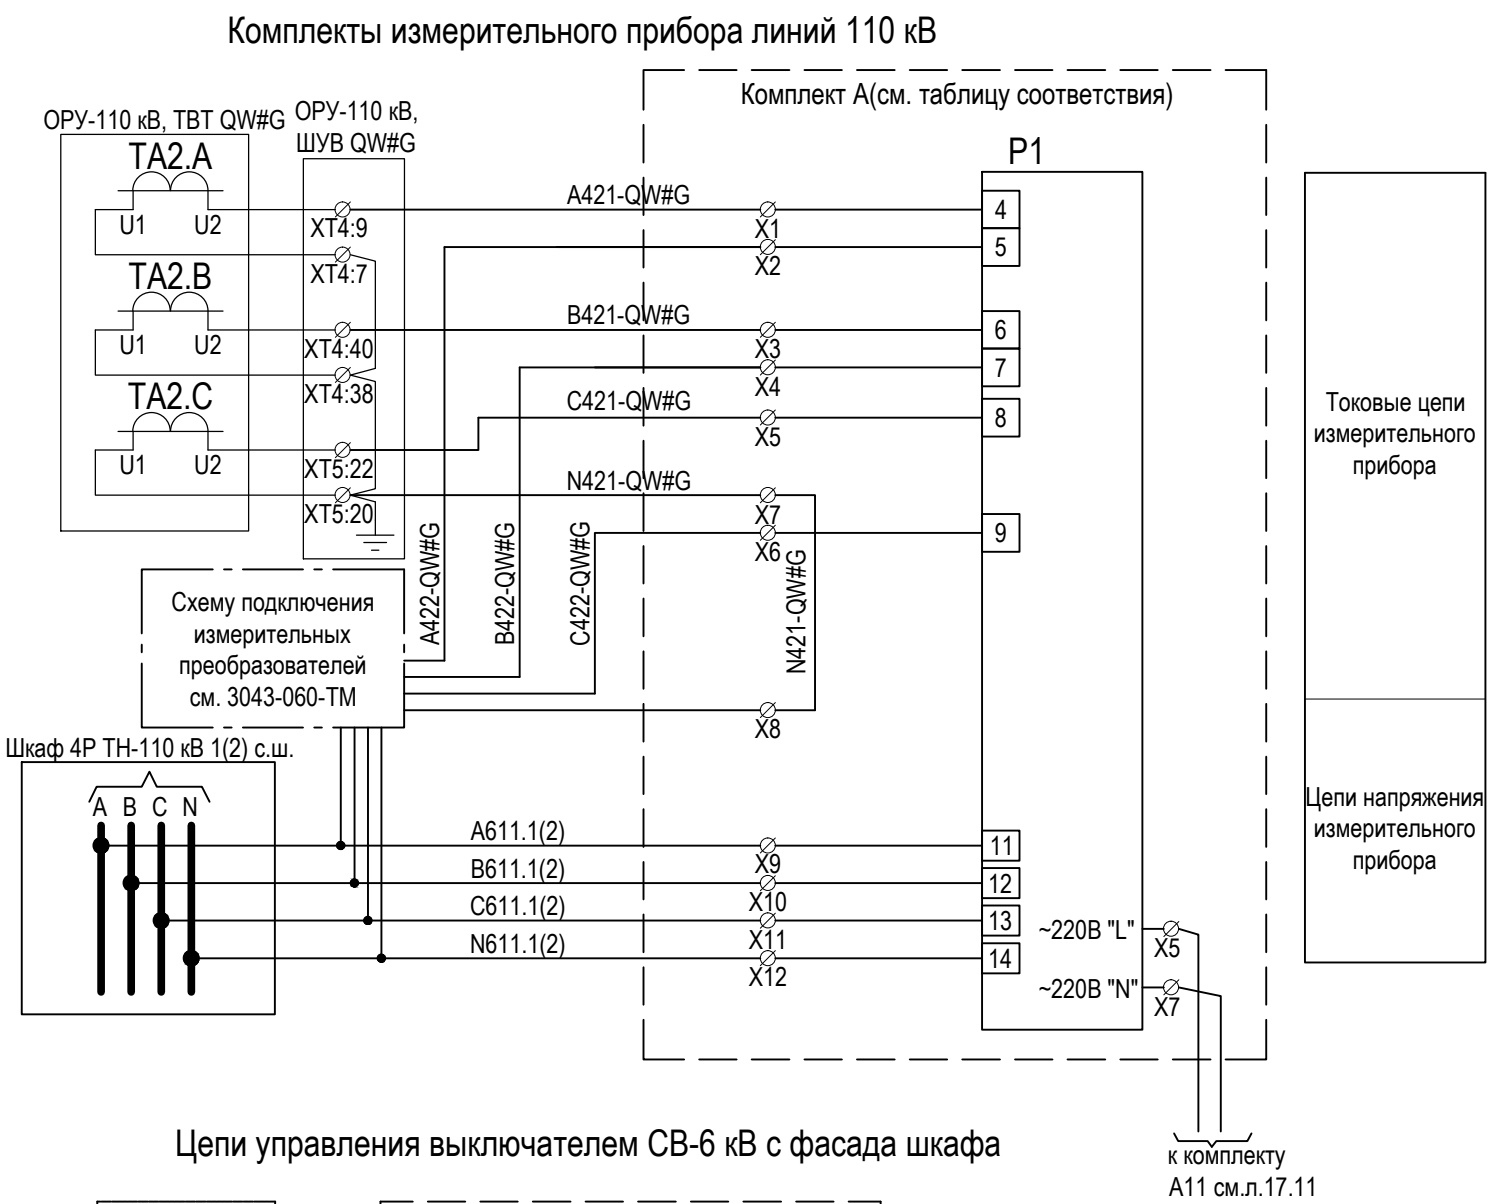 Комплекты измерительного прибора линий 110 кВ
Комплект А(см. таблицу соответствия)
ОРУ-110 кВ, ТВТ QW#G
ОРУ-110 кВ,
ШУВ QW#G
TA2.A
U1 U2
TA2.B
U1 U2
TA2.C
U1 U2
XT4:9
XT4:7
XT4:40
XT4:38
XT5:22
XT5:20
A421-QW#G
B421-QW#G
C421-QW#G
N421-QW#G
A422-QW#G
B422-QW#G
C422-QW#G
N421-QW#G
X1
X2
X3
X4
X5
X7
X6
X8
P1
4
5
6
7
8
9
Токовые цепи
измерительного
прибора
Схему подключения
измерительных
преобразователей
см. 3043-060-ТМ
Шкаф 4Р ТН-110 кВ 1(2) с.ш.
A B C N
A611.1(2)
B611.1(2)
C611.1(2)
N611.1(2)
X9
X10
X11
X12
11
12
13
14
~220В "L"
X5
~220В "N"
X7
Цепи напряжения
измерительного
прибора
к комплекту
А11 см.л.17.11
Цепи управления выключателем СВ-6 кВ с фасада шкафа